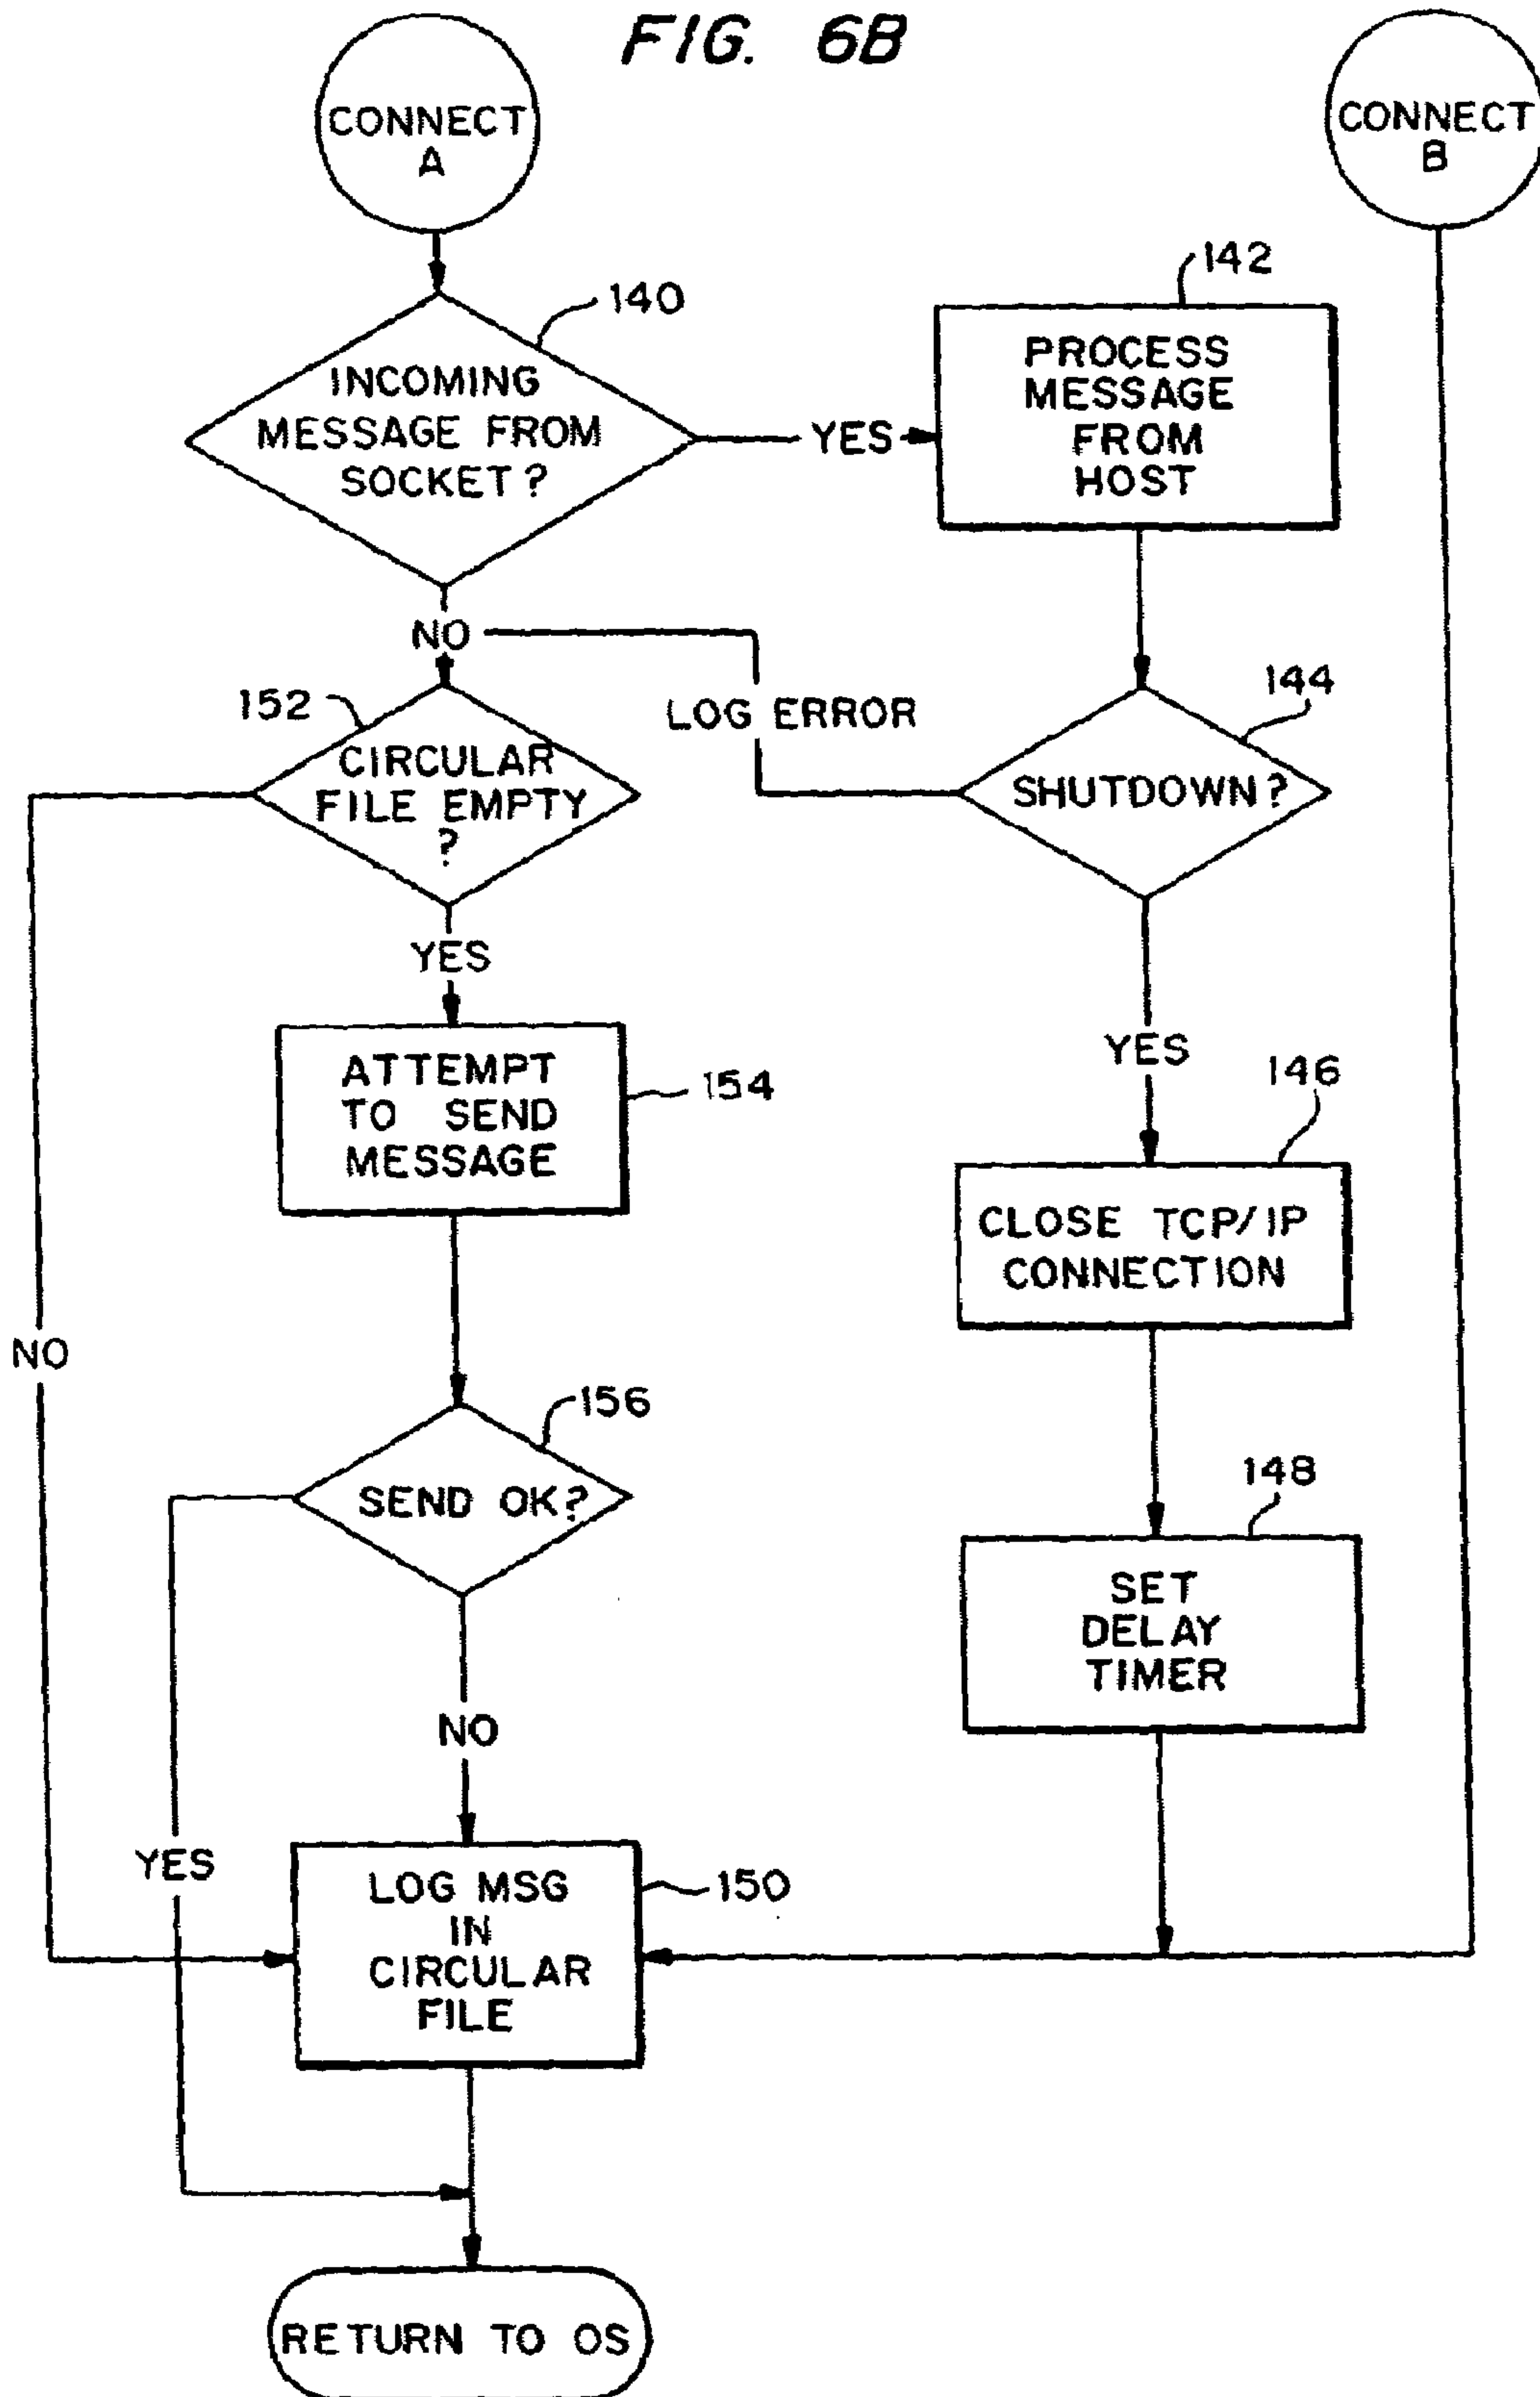 FIG. 6B
CONNECT
A
CONNECT
B
140
INCOMING
MESSAGE FROM
SOCKET?
YES
142
PROCESS
MESSAGE
FROM
HOST
NO
LOG ERROR
152
CIRCULAR
FILE EMPTY
?
144
SHUTDOWN?
YES
ATTEMPT
TO SEND
MESSAGE
154
YES
146
CLOSE TCP/IP
CONNECTION
NO
156
SEND OK?
148
SET
DELAY
TIMER
NO
YES
LOG MSG
IN
CIRCULAR
FILE
150
RETURN TO OS